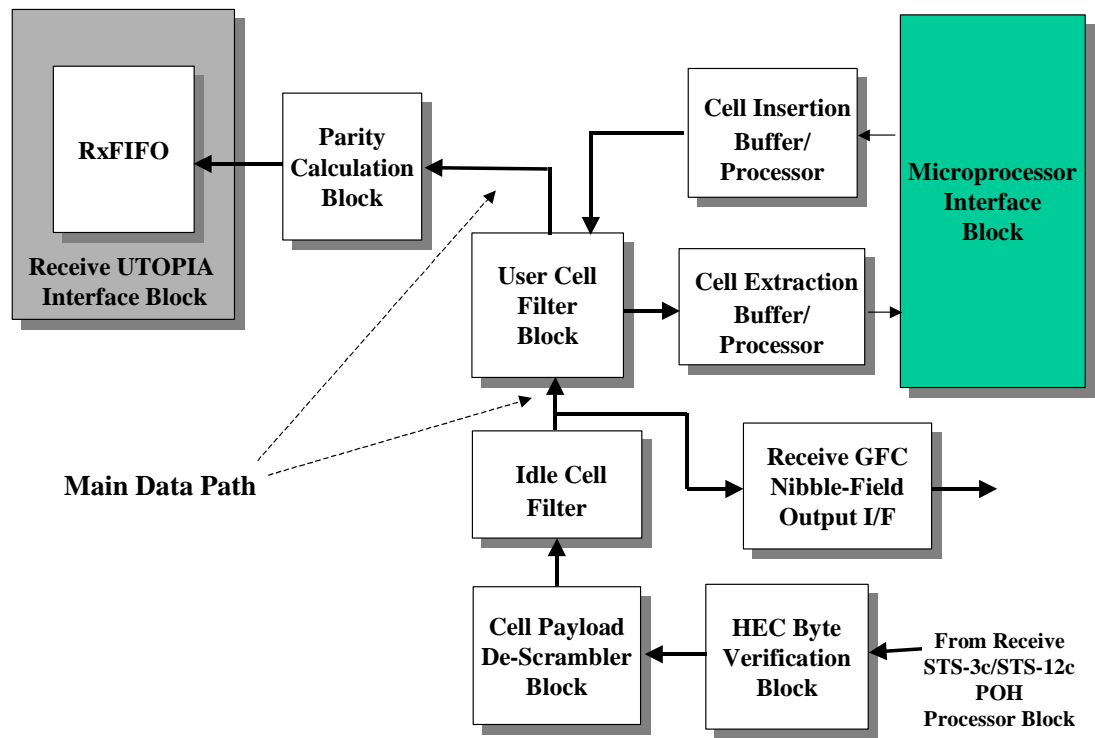 RxFIFO
Receive UTOPIA
Interface Block
Parity
Calculation
Block
Cell Insertion
Buffer/
Processor
Microprocessor
Interface
Block
User Cell
Filter
Block
Cell Extraction
Buffer/
Processor
Main Data Path
Idle Cell
Filter
Receive GFC
Nibble-Field
Output I/F
Cell Payload
De-Scrambler
Block
HEC Byte
Verification
Block
From Receive
STS-3c/STS-12c
POH
Processor Block